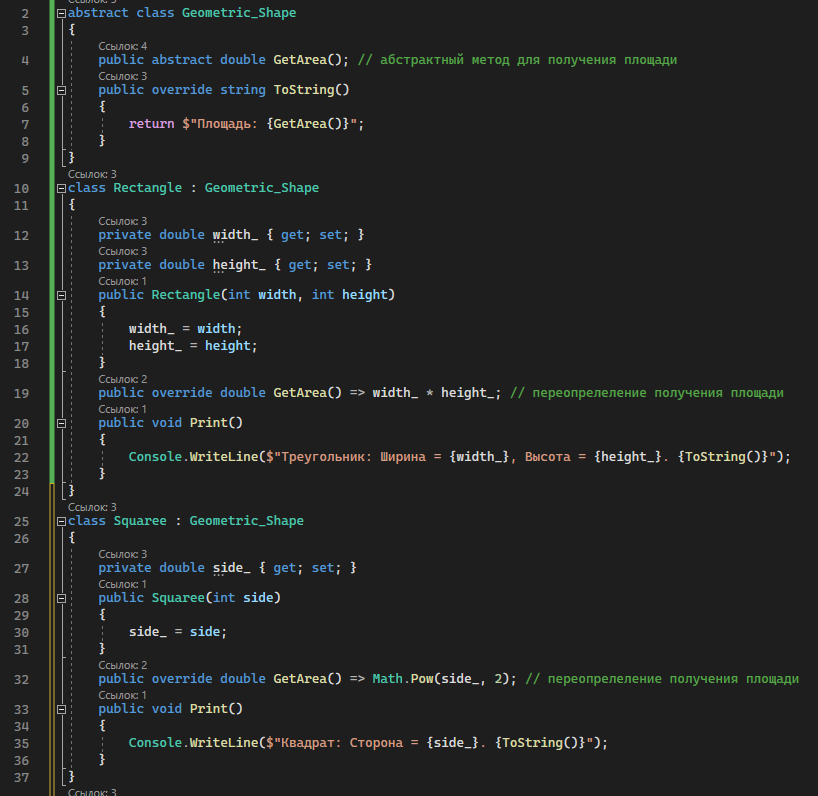 Ссылок: 5
2 abstract class Geometric_Shape
3 {
Ссылок: 4
4 public abstract double GetArea(); // абстрактный метод для получения площади
Ссылок: 3
5 public override string ToString()
6 {
7 return $"Площадь: {GetArea()}";
8 }
9 }
Ссылок: 3
10 class Rectangle : Geometric_Shape
11 {
Ссылок: 3
12 private double width_ { get; set; }
Ссылок: 3
13 private double height_ { get; set; }
Ссылок: 1
14 public Rectangle(int width, int height)
15 {
16 width_ = width;
17 height_ = height;
18 }
Ссылок: 2
19 public override double GetArea() => width_ * height_; // переопрелеление получения площади
Ссылок: 1
20 public void Print()
21 {
22 Console.WriteLine($"Треугольник: Ширина = {width_}, Высота = {height_}. {ToString()}");
23 }
24 }
Ссылок: 3
25 class Squaree : Geometric_Shape
26 {
Ссылок: 3
27 private double side_ { get; set; }
Ссылок: 1
28 public Squaree(int side)
29 {
30 side_ = side;
31 }
Ссылок: 2
32 public override double GetArea() => Math.Pow(side_, 2); // переопрелеление получения площади
Ссылок: 1
33 public void Print()
34 {
35 Console.WriteLine($"Квадрат: Сторона = {side_}. {ToString()}");
36 }
37 }
Ссылок: 3